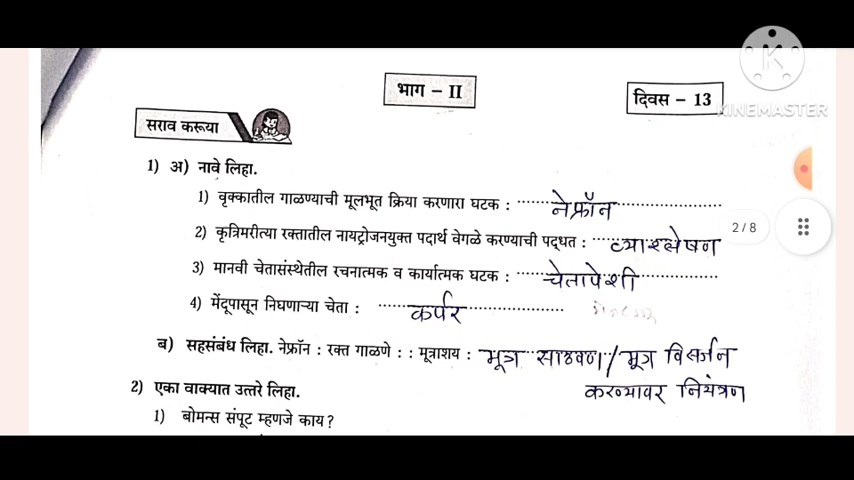 भाग – II
KINEMASTER
दिवस – 13
सराव करूया
1) अ) नावे लिहा.
1) वृक्कातील गाळण्याची मूलभूत क्रिया करणारा घटक : नेफ्रॉन
2/8
2) कृत्रिमरीत्या रक्तातील नायट्रोजनयुक्त पदार्थ वेगळे करण्याची पद्धत : व्याश्लेषण
3) मानवी चेतासंस्थेतील रचनात्मक व कार्यात्मक घटक : चेतापेशी
4) मेंदूपासून निघणाऱ्या चेता : कर्पर
ब) सहसंबंध लिहा. नेफ्रॉन : रक्त गाळणे : : मूत्राशय : मूत्र साठवण / मूत्र विसर्जन
करण्यावर नियंत्रण
2) एका वाक्यात उत्तरे लिहा.
1) बोमन्स संपूट म्हणजे काय?